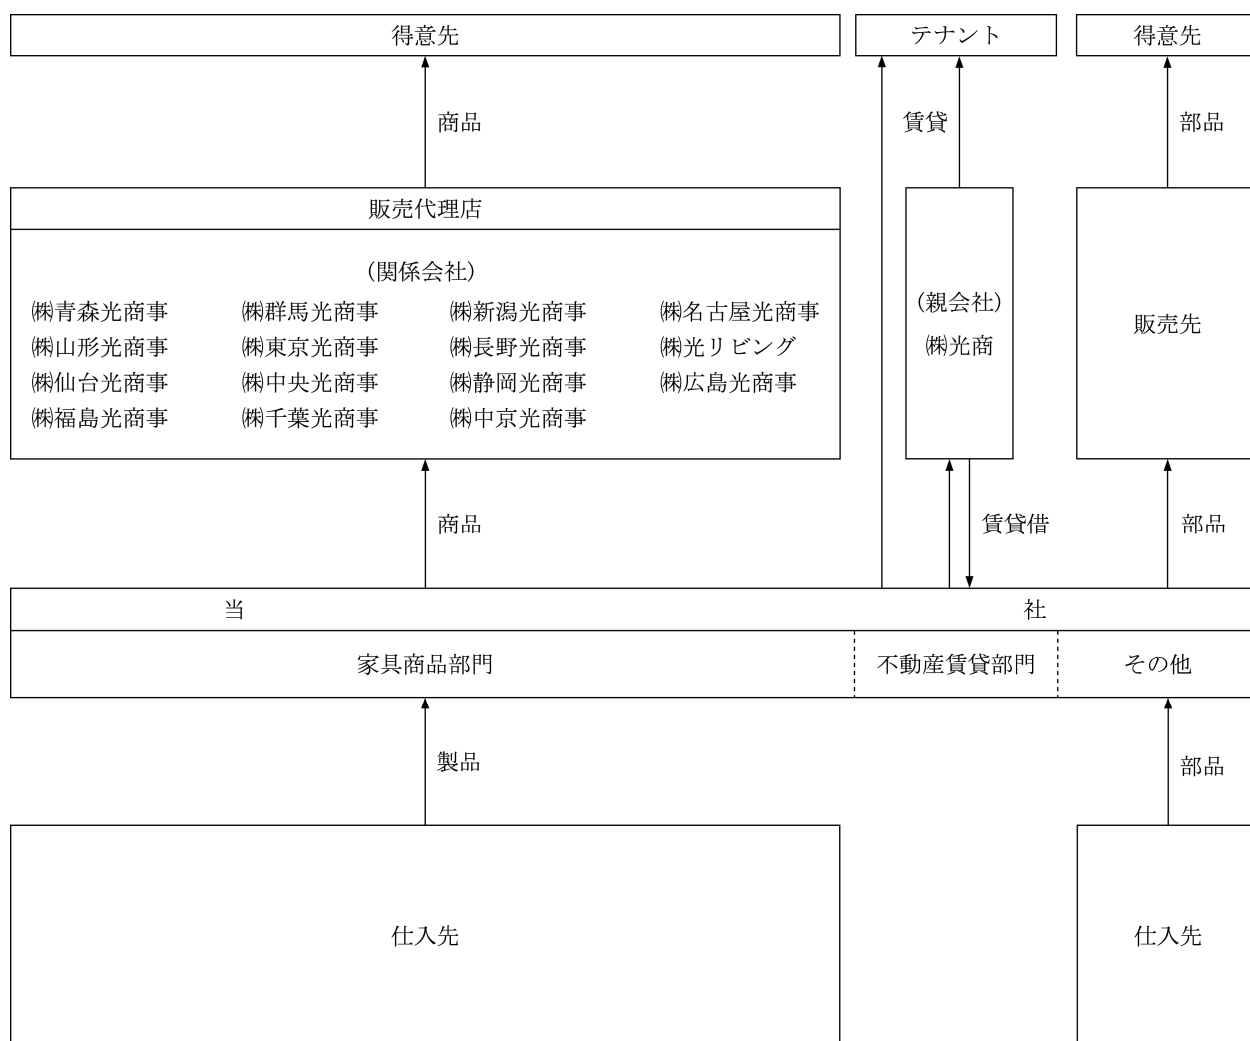 得意先
テナント
得意先
商品
賃貸
部品
販売代理店
(関係会社)
㈱青森光商事 ㈱群馬光商事 ㈱新潟光商事 ㈱名古屋光商事
㈱山形光商事 ㈱東京光商事 ㈱長野光商事 ㈱光リビング
㈱仙台光商事 ㈱中央光商事 ㈱静岡光商事 ㈱広島光商事
㈱福島光商事 ㈱千葉光商事 ㈱中京光商事
(親会社)
㈱光商
販売先
商品
賃貸借
部品
当 社
家具商品部門
不動産賃貸部門
その他
製品
部品
仕入先
仕入先